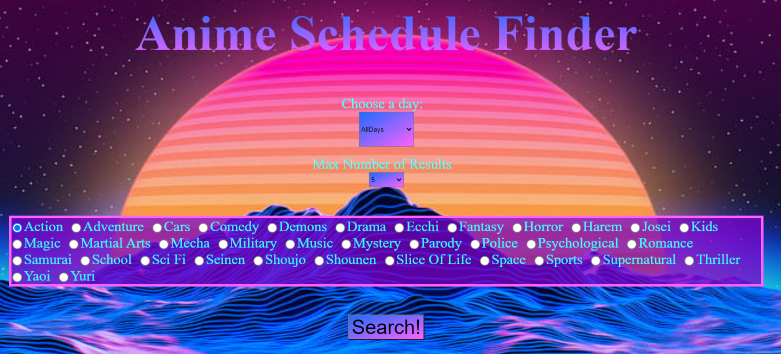 Anime Schedule Finder
Choose a day:
AllDays
Max Number of Results
5
Action Adventure Cars Comedy Demons Drama Ecchi Fantasy Horror Harem Josei Kids
Magic Martial Arts Mecha Military Music Mystery Parody Police Psychological Romance
Samurai School Sci Fi Seinen Shoujo Shounen Slice Of Life Space Sports Supernatural Thriller
Yaoi Yuri
Search!